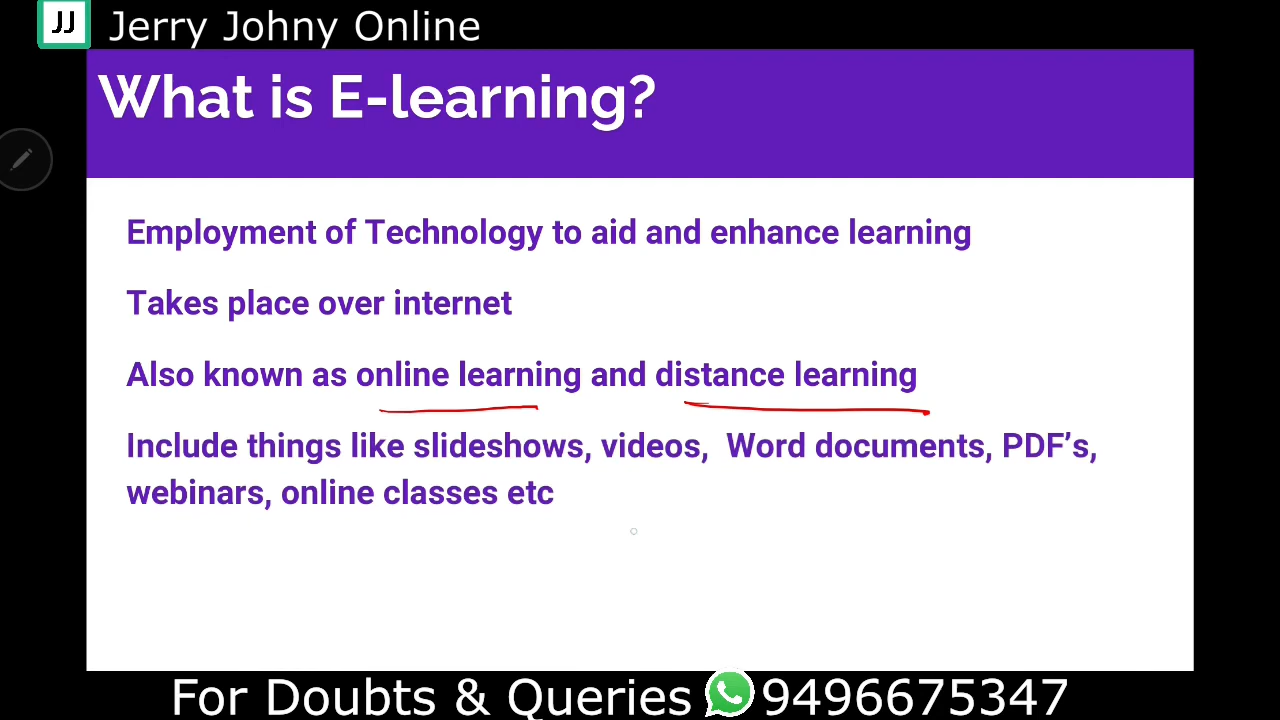 JJ Jerry Johny Online
What is E-learning?
Employment of Technology to aid and enhance learning
Takes place over internet
Also known as online learning and distance learning
Include things like slideshows, videos,  Word documents, PDF’s,
webinars, online classes etc
For Doubts & Queries 9496675347